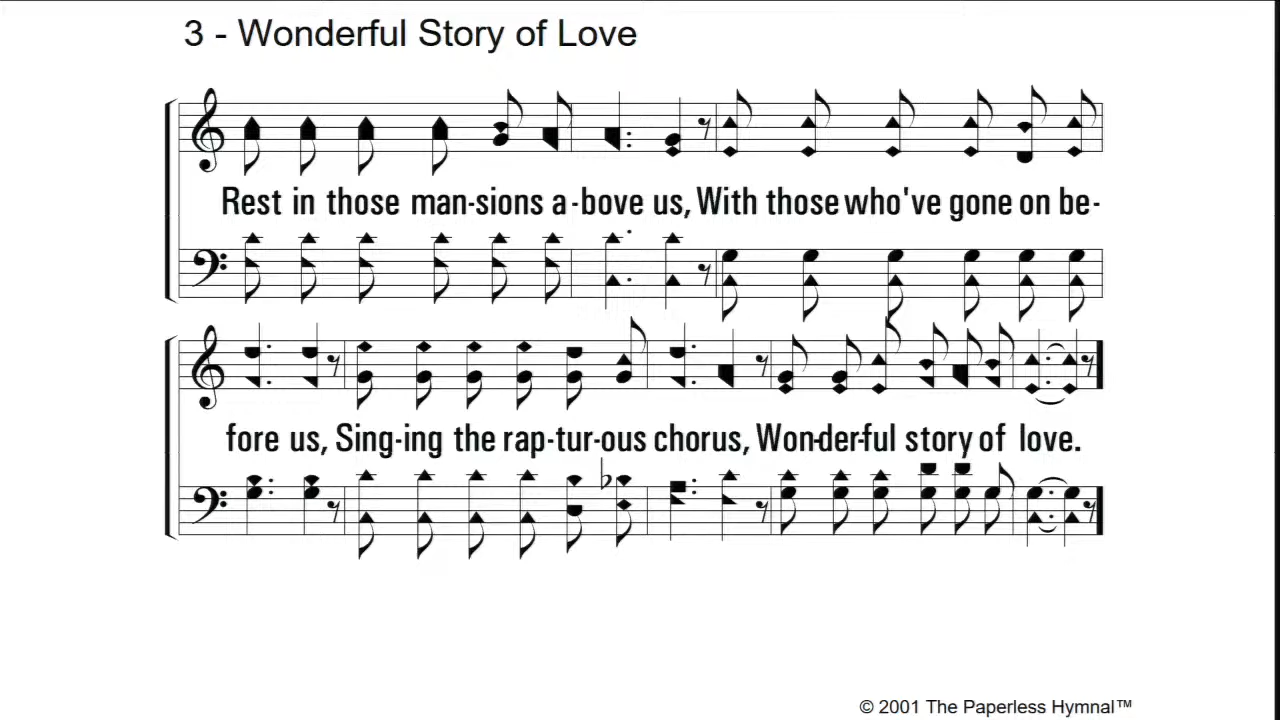 3 - Wonderful Story of Love
Rest in those man-sions a-bove us, With those who've gone on be-
fore us, Sing-ing the rap-tur-ous chorus, Won-der-ful story of love.
© 2001 The Paperless Hymnal™